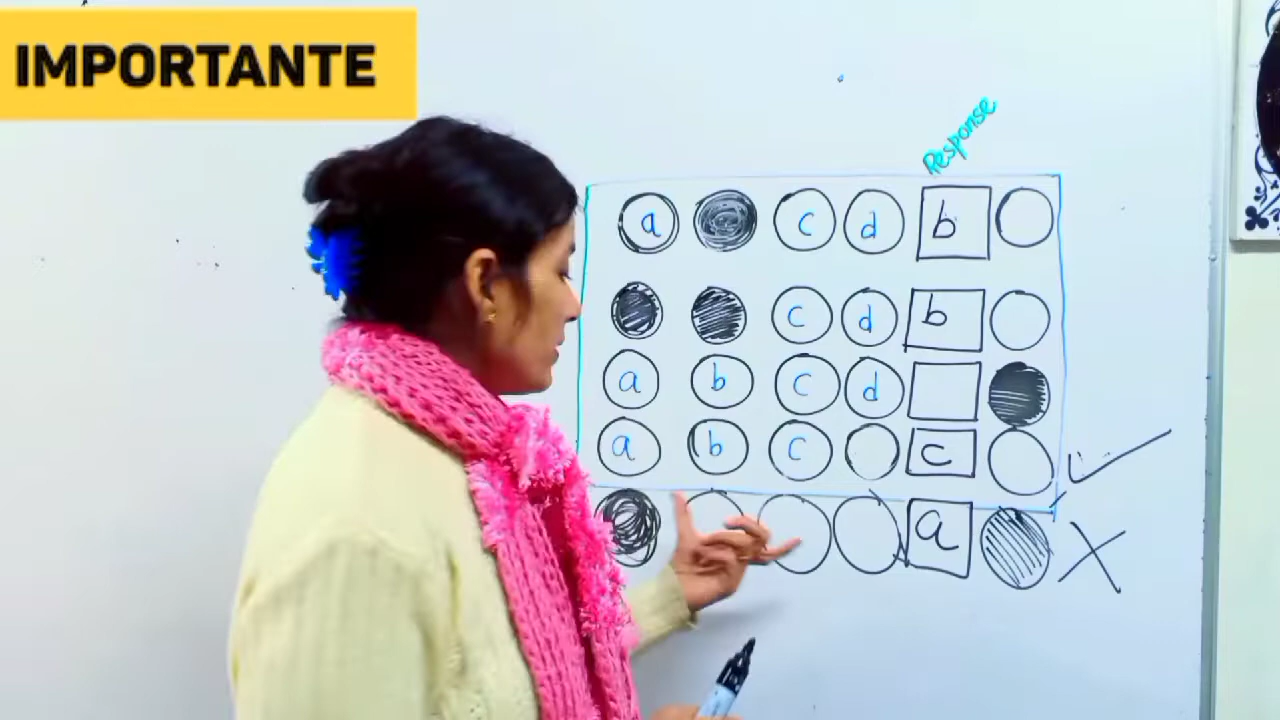 IMPORTANTE
Response
a c d b
c d b
a b c d
a b c c
a